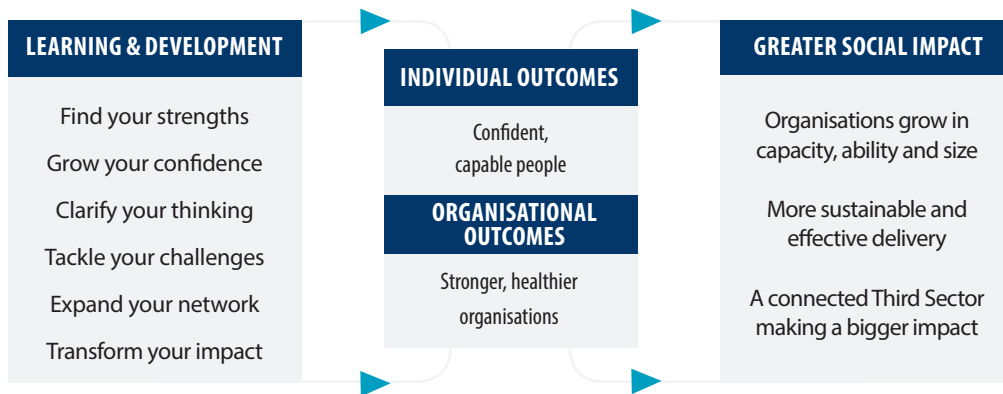 LEARNING & DEVELOPMENT
Find your strengths
Grow your confidence
Clarify your thinking
Tackle your challenges
Expand your network
Transform your impact
INDIVIDUAL OUTCOMES
Confident,
capable people
ORGANISATIONAL
OUTCOMES
Stronger, healthier
organisations
GREATER SOCIAL IMPACT
Organisations grow in
capacity, ability and size
More sustainable and
effective delivery
A connected Third Sector
making a bigger impact